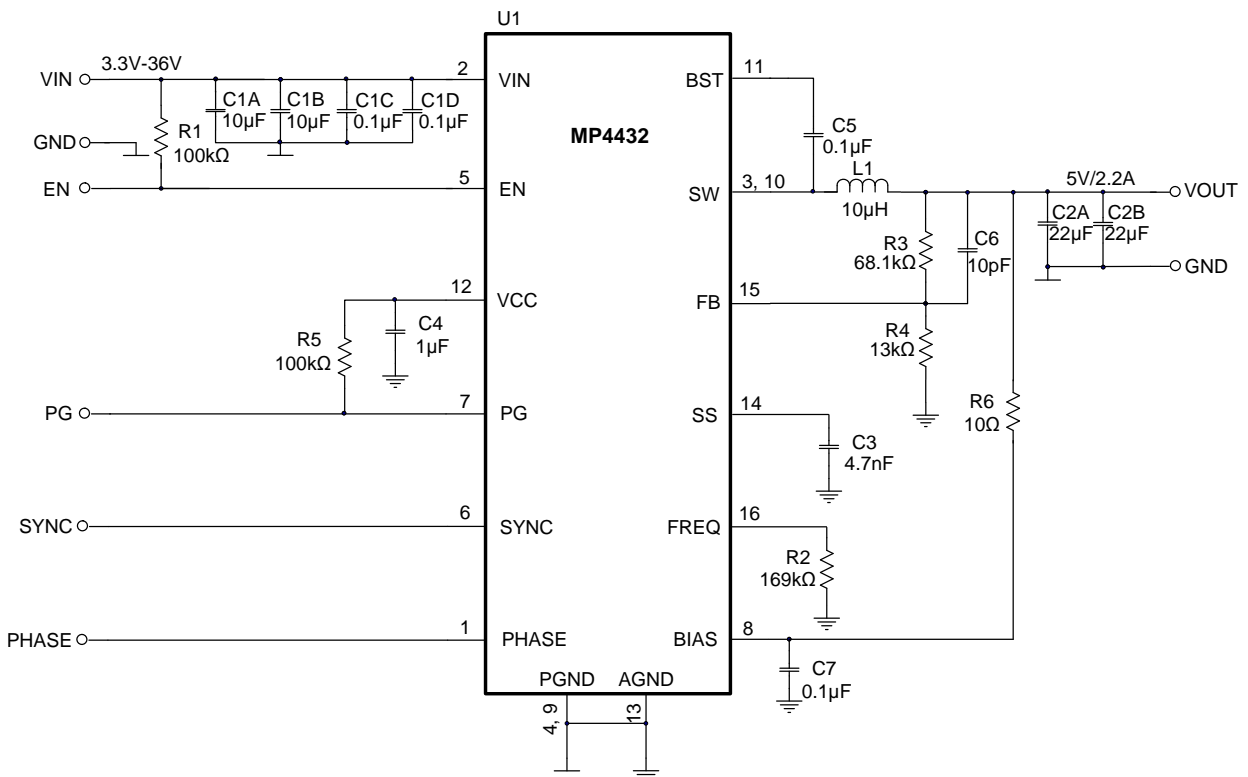 U1
VIN
3.3V-36V
2
VIN
C1A
10µF
C1B
10µF
C1C
0.1µF
C1D
0.1µF
GND
R1
100kΩ
EN
5
EN
MP4432
BST
11
C5
0.1µF
SW
3, 10
L1
10µH
5V/2.2A
VOUT
R3
68.1kΩ
C6
10pF
C2A
22µF
C2B
22µF
GND
12
VCC
FB
15
R4
13kΩ
R5
100kΩ
C4
1µF
PG
7
PG
SS
14
C3
4.7nF
R6
10Ω
SYNC
6
SYNC
FREQ
16
R2
169kΩ
PHASE
1
PHASE
BIAS
8
C7
0.1µF
PGND
AGND
4, 9
13